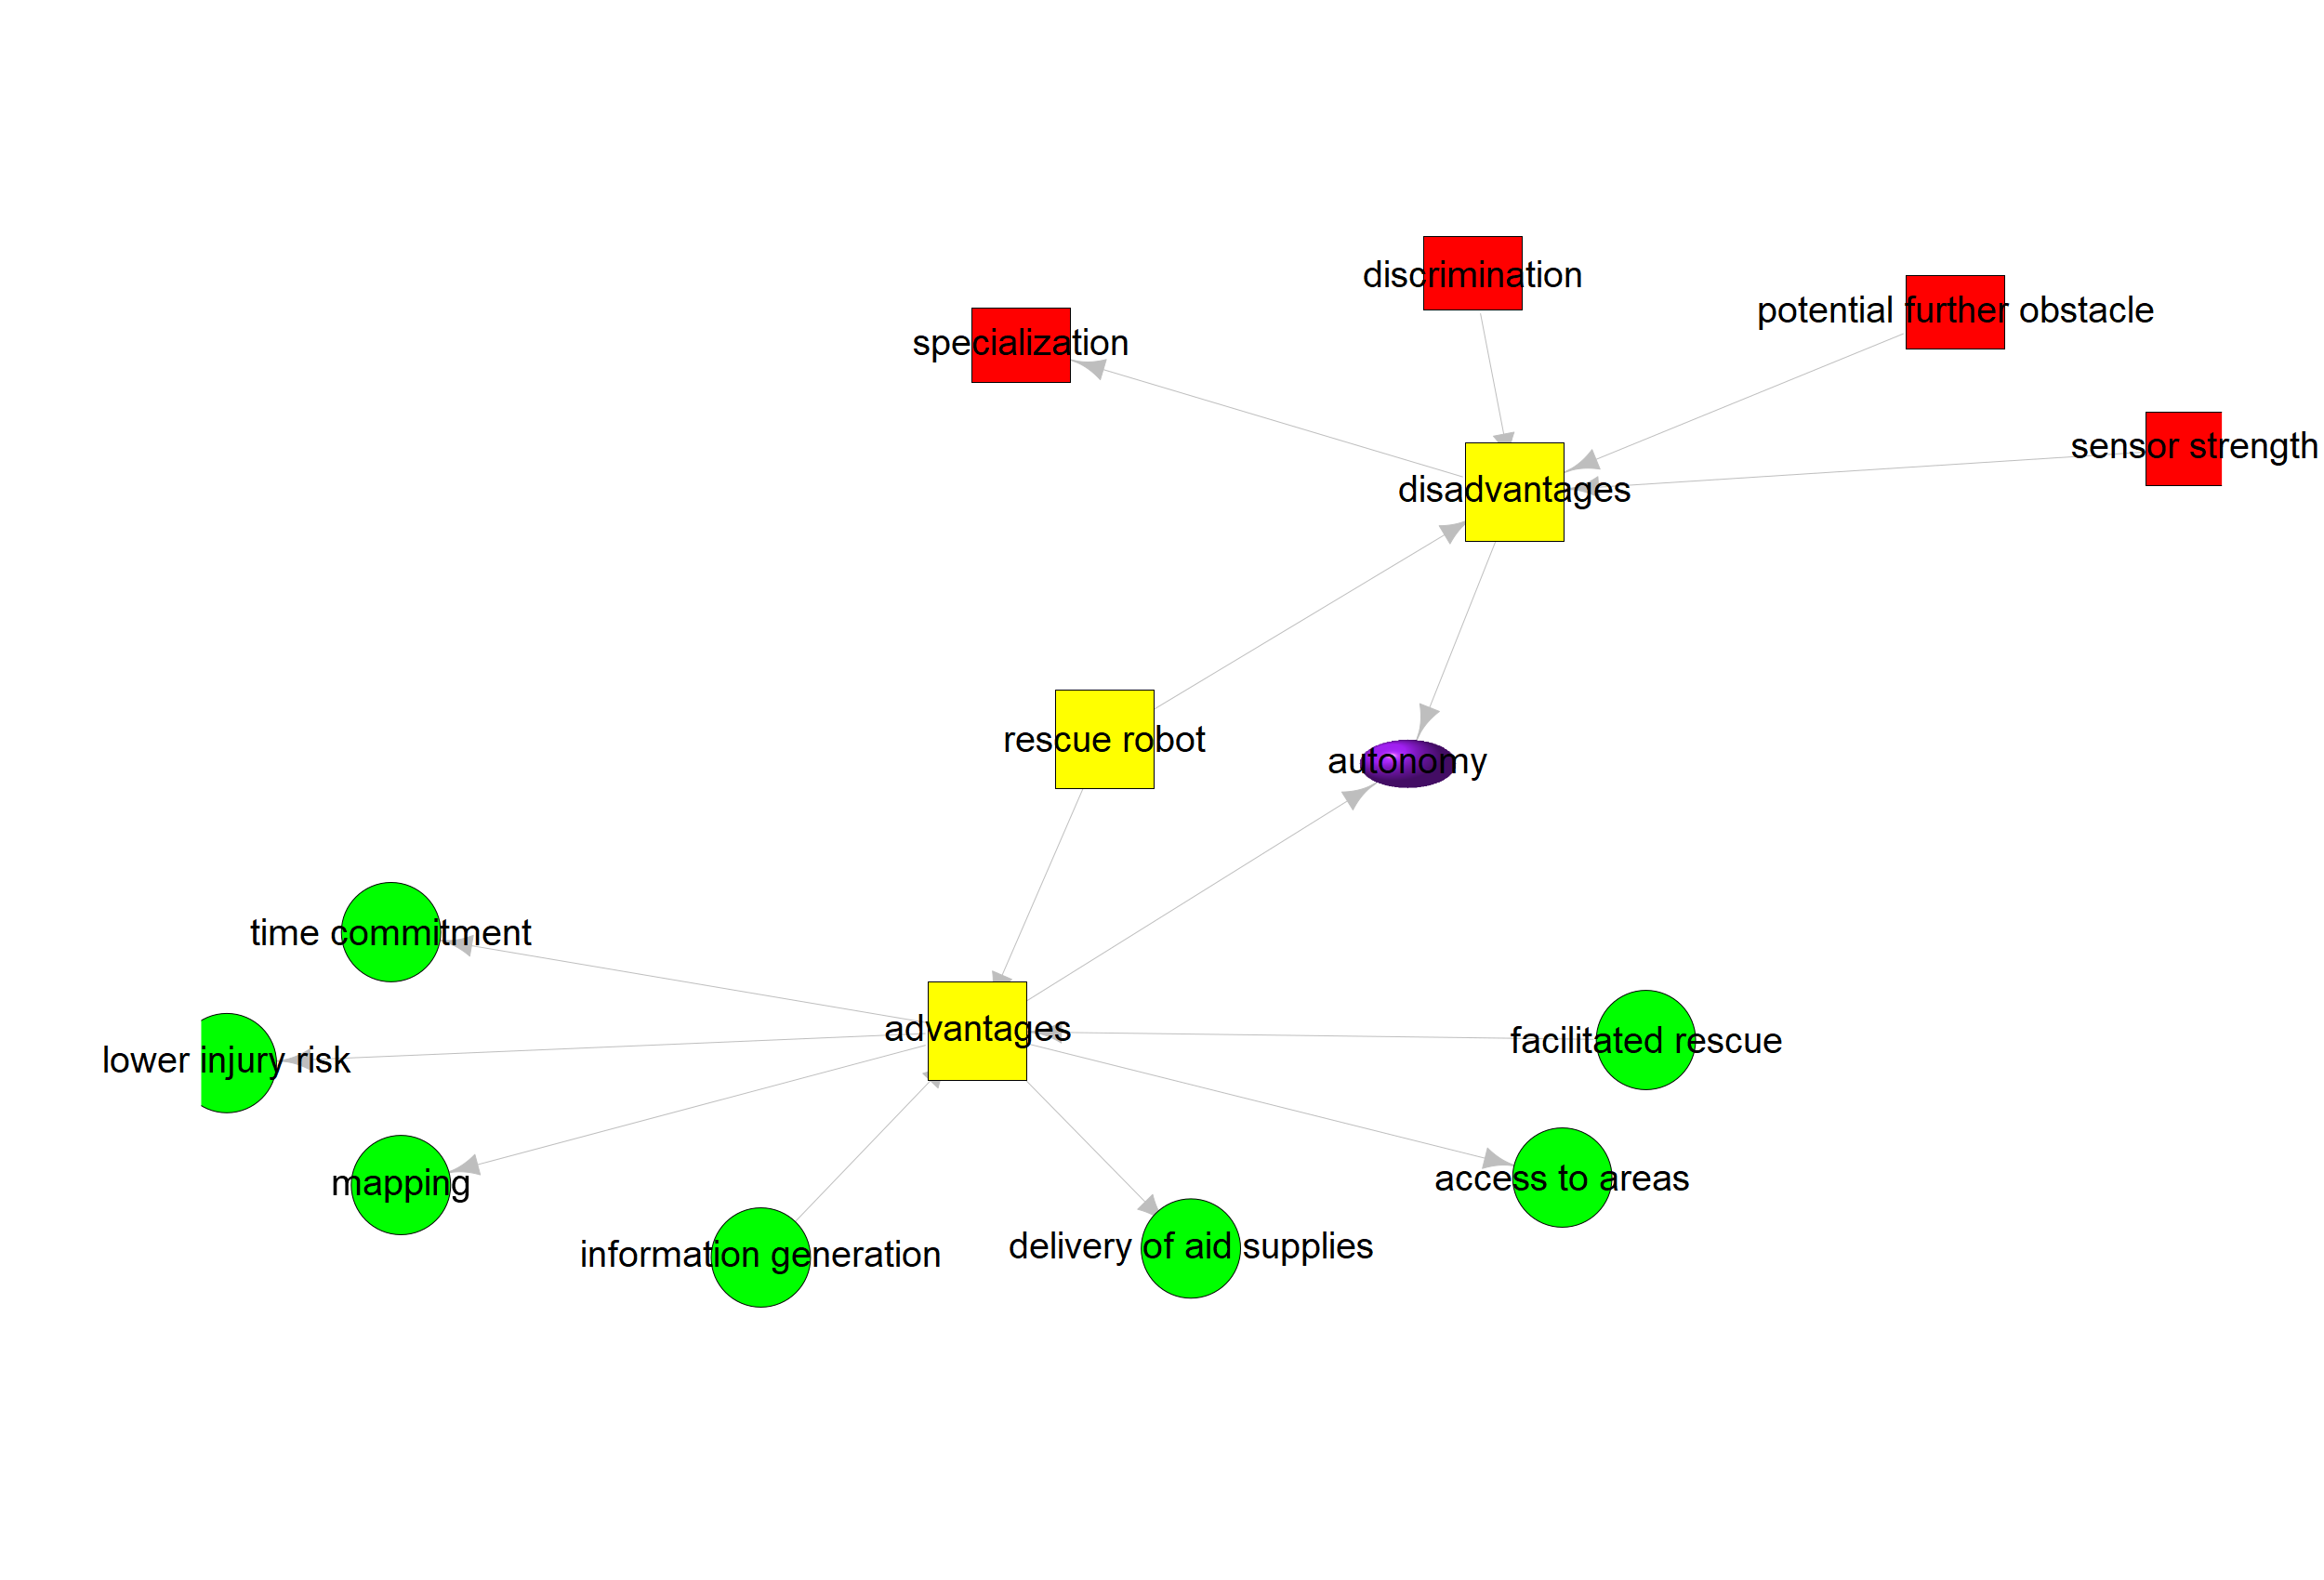 discrimination
potential further obstacle
specialization
sensor strength
disadvantages
rescue robot
autonomy
time commitment
advantages
facilitated rescue
lower injury risk
access to areas
mapping
information generation
delivery of aid supplies